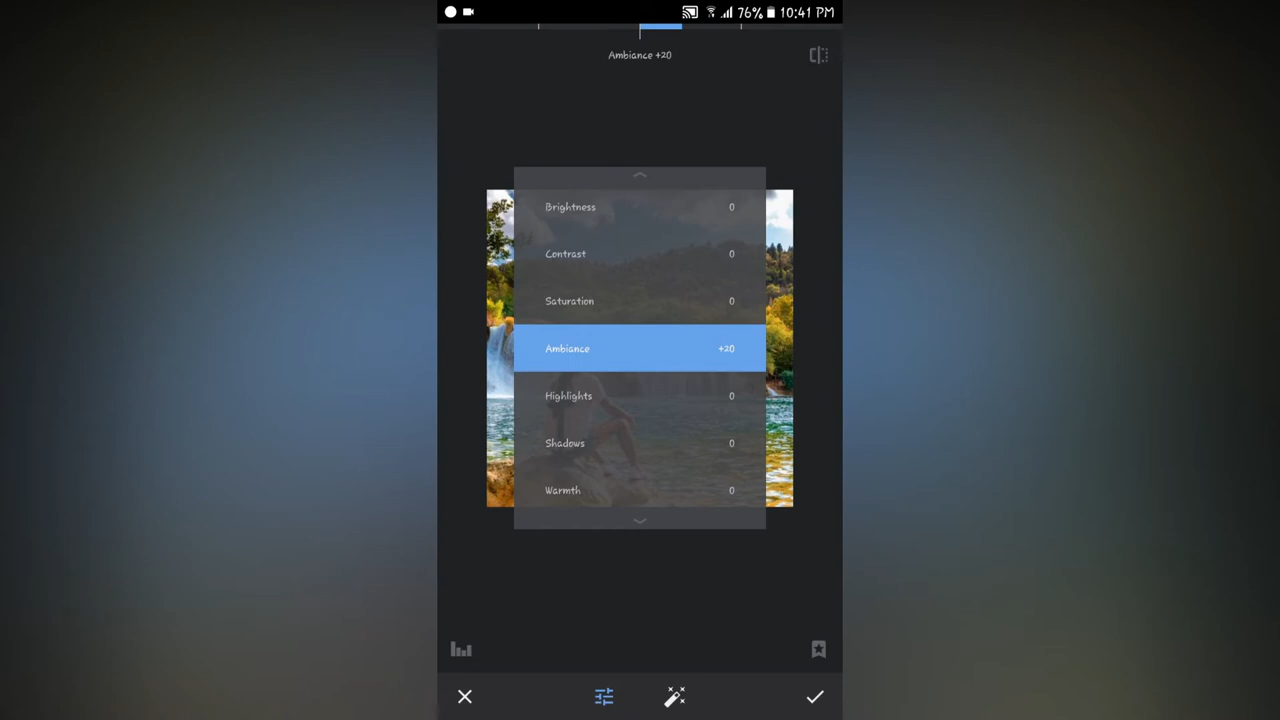 76% 10:41 PM
Ambiance +20
Brightness 0
Contrast 0
Saturation 0
Ambiance +20
Highlights 0
Shadows 0
Warmth 0